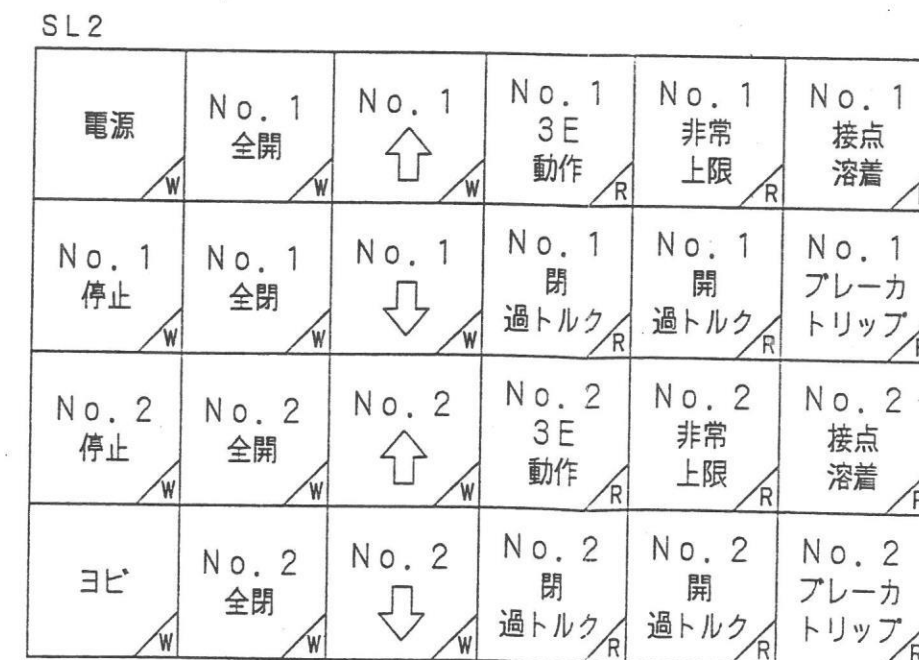 SL2
電源
W
No. 1
全開
W
No. 1
⇧
W
No. 1
3E
動作
R
No. 1
非常
上限
R
No. 1
接点
溶着
No. 1
停止
W
No. 1
全閉
W
No. 1
⇩
W
No. 1
閉
過トルク
R
No. 1
開
過トルク
R
No. 1
ブレーカ
トリップ
R
No. 2
停止
W
No. 2
全開
W
No. 2
⇧
W
No. 2
3E
動作
R
No. 2
非常
上限
R
No. 2
接点
溶着
R
ヨビ
W
No. 2
全閉
W
No. 2
⇩
W
No. 2
閉
過トルク
R
No. 2
開
過トルク
R
No. 2
ブレーカ
トリップ
R